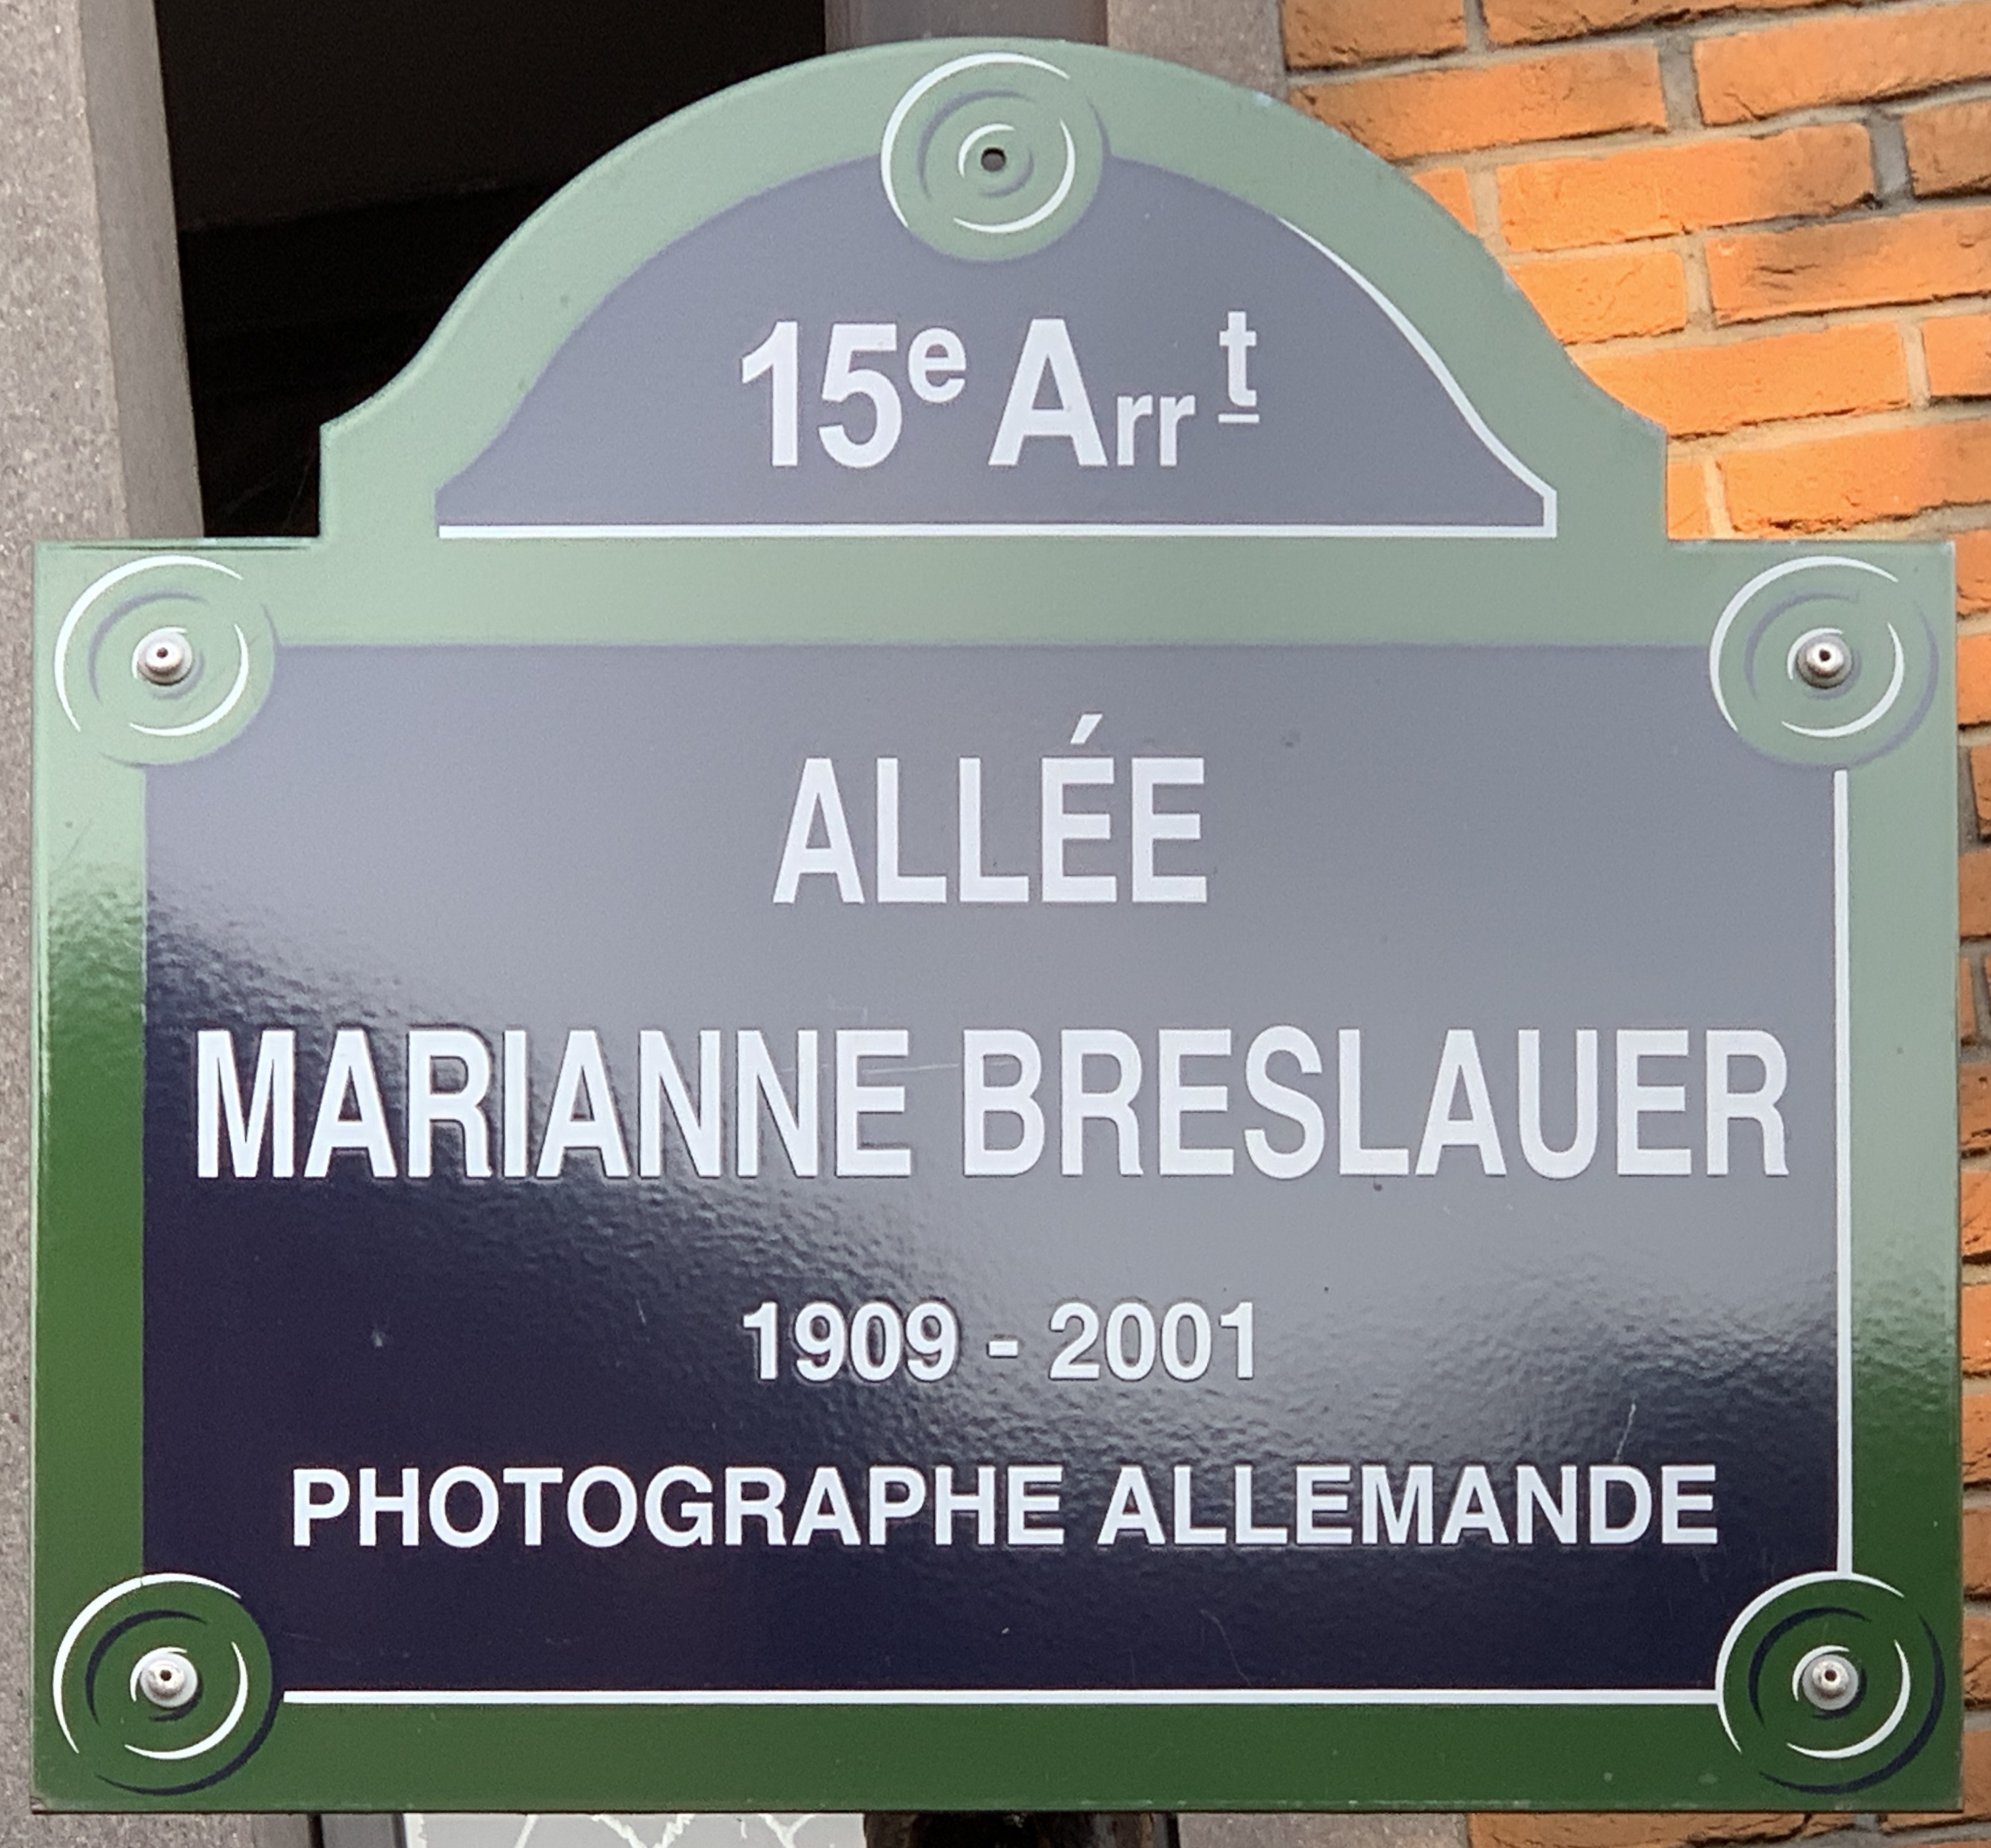 15e Arrt
ALLÉE
MARIANNE BRESLAUER
1909 - 2001
PHOTOGRAPHE ALLEMANDE